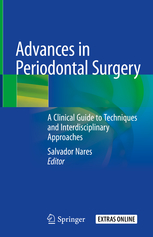 Advances in
Periodontal Surgery
A Clinical Guide to Techniques
and Interdisciplinary
Approaches
Salvador Nares
Editor
Springer
EXTRAS ONLINE